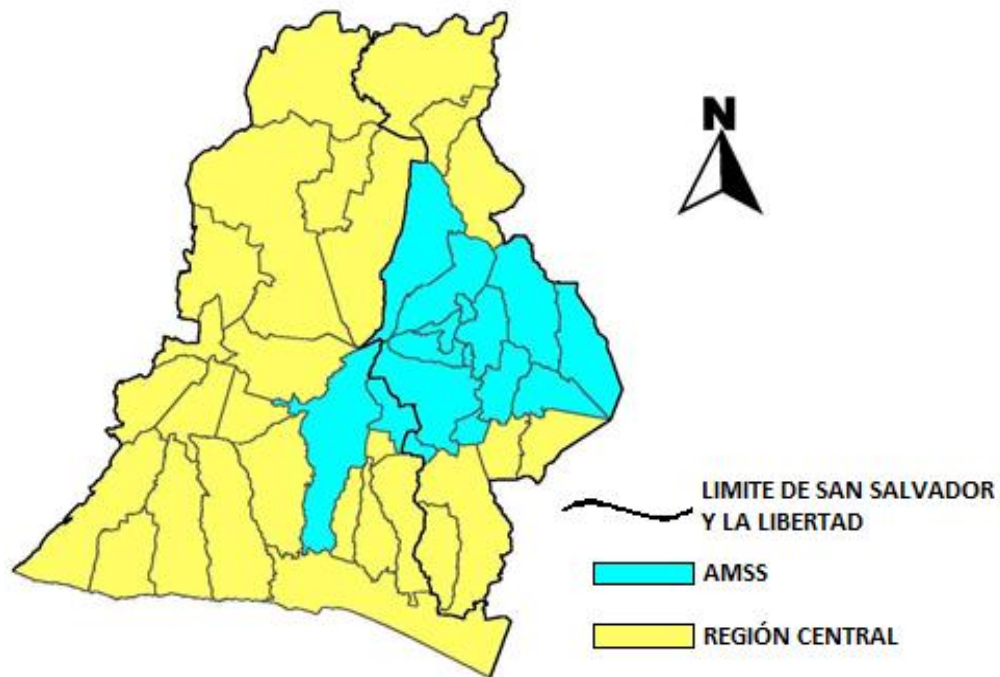 N
LIMITE DE SAN SALVADOR
Y LA LIBERTAD
AMSS
REGIÓN CENTRAL